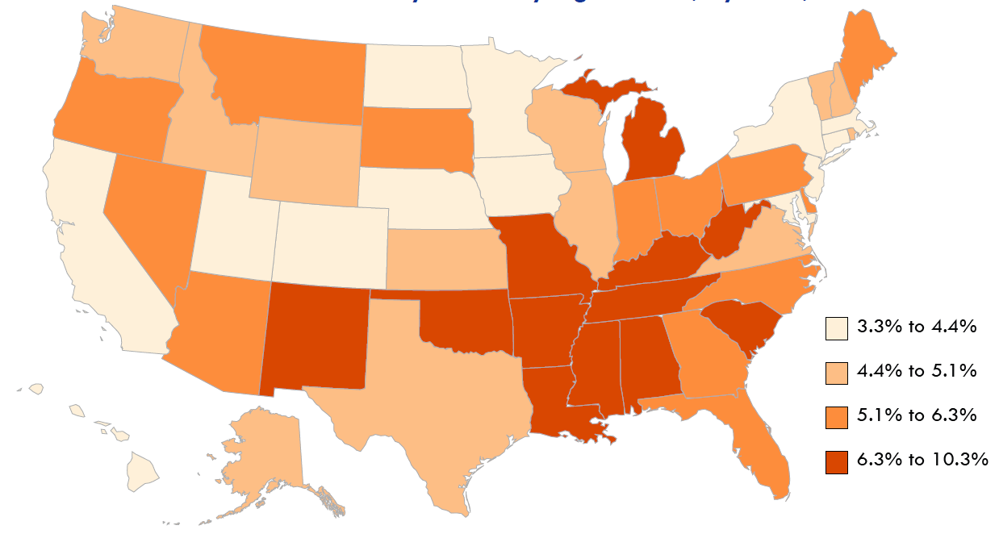 3.3% to 4.4%
4.4% to 5.1%
5.1% to 6.3%
6.3% to 10.3%